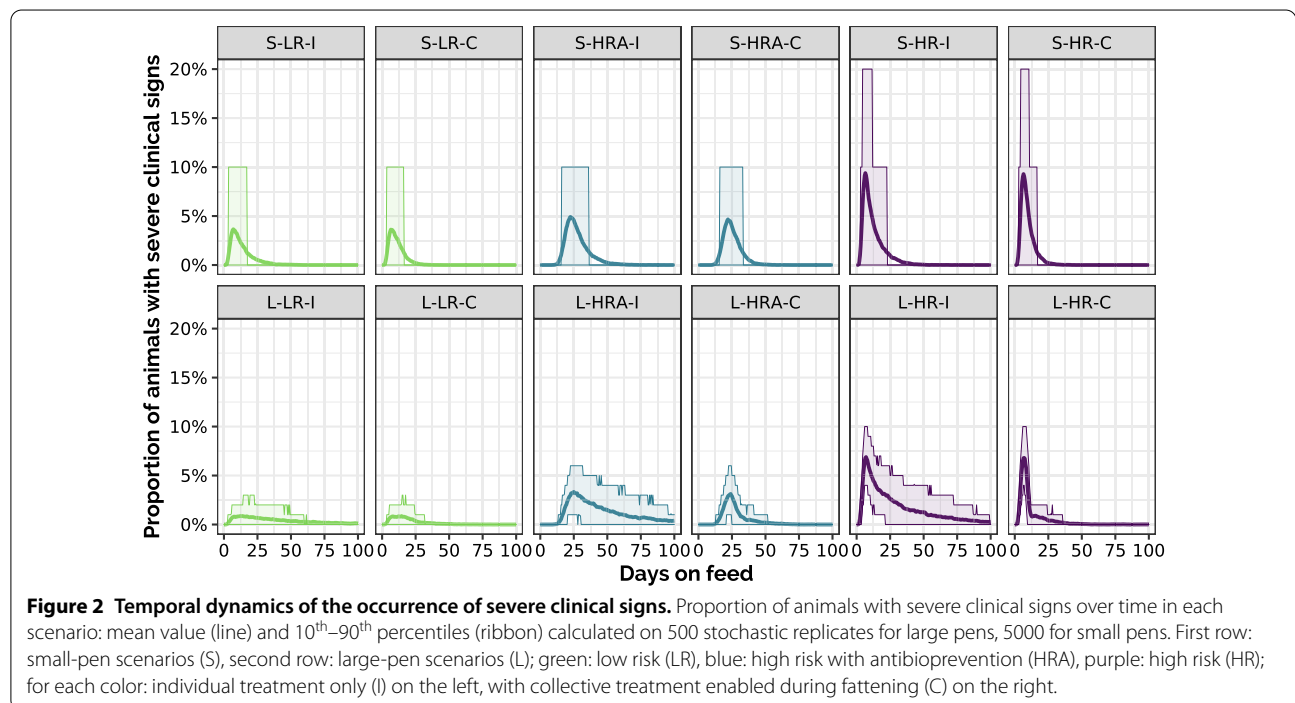 S-LR-I S-LR-C S-HRA-I S-HRA-C S-HR-I S-HR-C
Proportion of animals with severe clinical signs
20%
15%
10%
5%
0%
L-LR-I L-LR-C L-HRA-I L-HRA-C L-HR-I L-HR-C
20%
15%
10%
5%
0%
0 25 50 100 0 25 50 100 0 25 50 100 0 25 50 100 0 25 50 100 0 25 50 100
Days on feed
Figure 2 Temporal dynamics of the occurrence of severe clinical signs. Proportion of animals with severe clinical signs over time in each
scenario: mean value (line) and 10th–90th percentiles (ribbon) calculated on 500 stochastic replicates for large pens, 5000 for small pens. First row:
small-pen scenarios (S), second row: large-pen scenarios (L); green: low risk (LR), blue: high risk with antibioprevention (HRA), purple: high risk (HR);
for each color: individual treatment only (I) on the left, with collective treatment enabled during fattening (C) on the right.